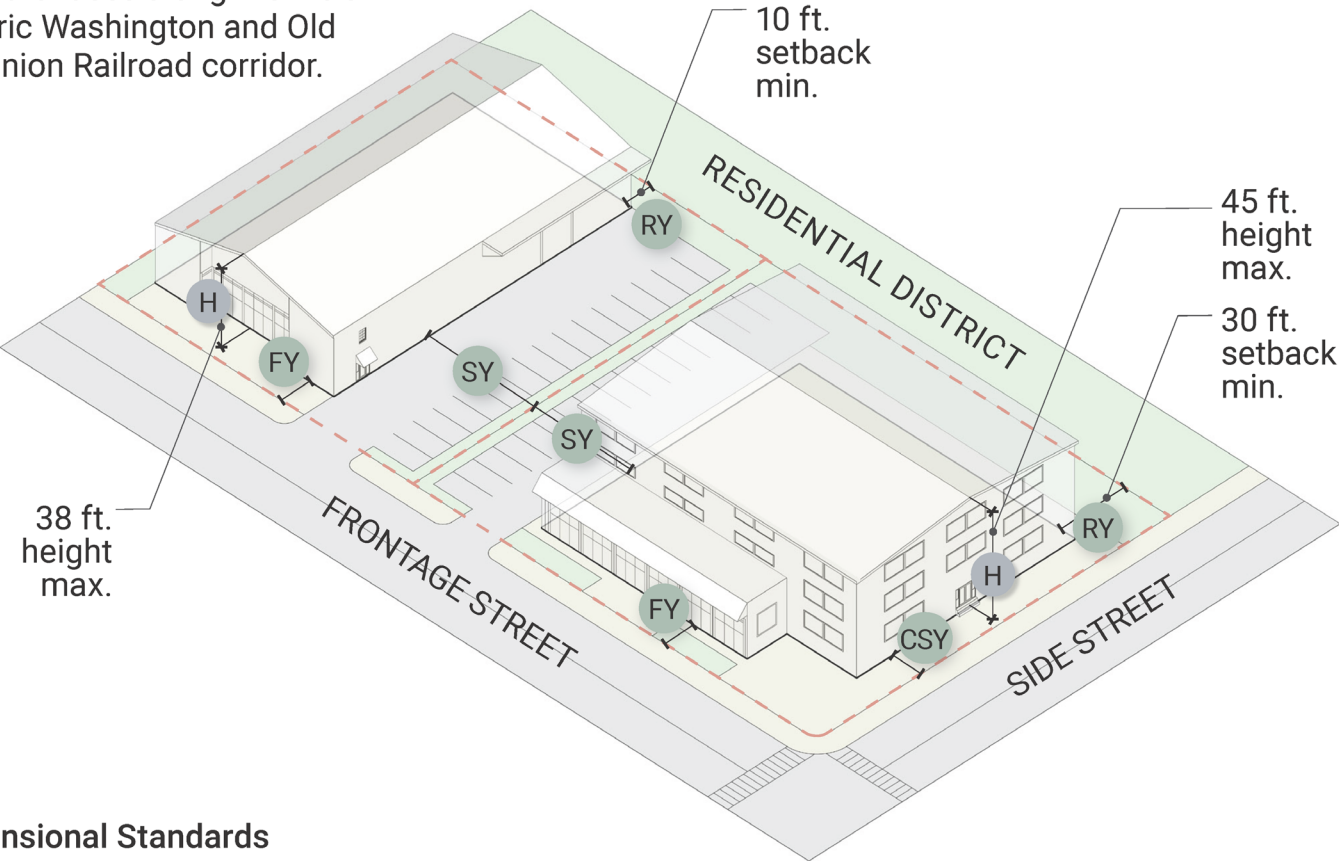 ric Washington and Old
nion Railroad corridor.
10 ft.
setback
min.
RESIDENTIAL DISTRICT
45 ft.
height
max.
30 ft.
setback
min.
RY
H
FY
SY
SY
RY
H
FY
CSY
38 ft.
height
max.
FRONTAGE STREET
SIDE STREET
nsional Standards